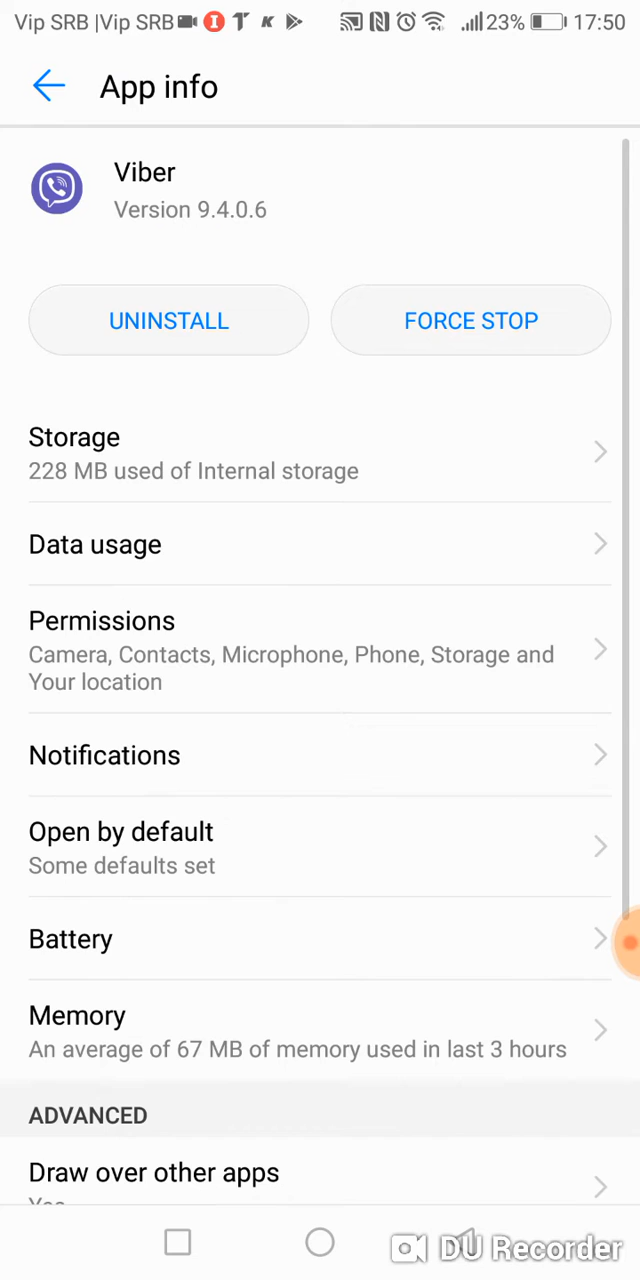 Vip SRB |Vip SRB 23% 17:50
App info
Viber
Version 9.4.0.6
UNINSTALL FORCE STOP
Storage
228 MB used of Internal storage
Data usage
Permissions
Camera, Contacts, Microphone, Phone, Storage and
Your location
Notifications
Open by default
Some defaults set
Battery
Memory
An average of 67 MB of memory used in last 3 hours
ADVANCED
Draw over other apps
Yes
DU Recorder